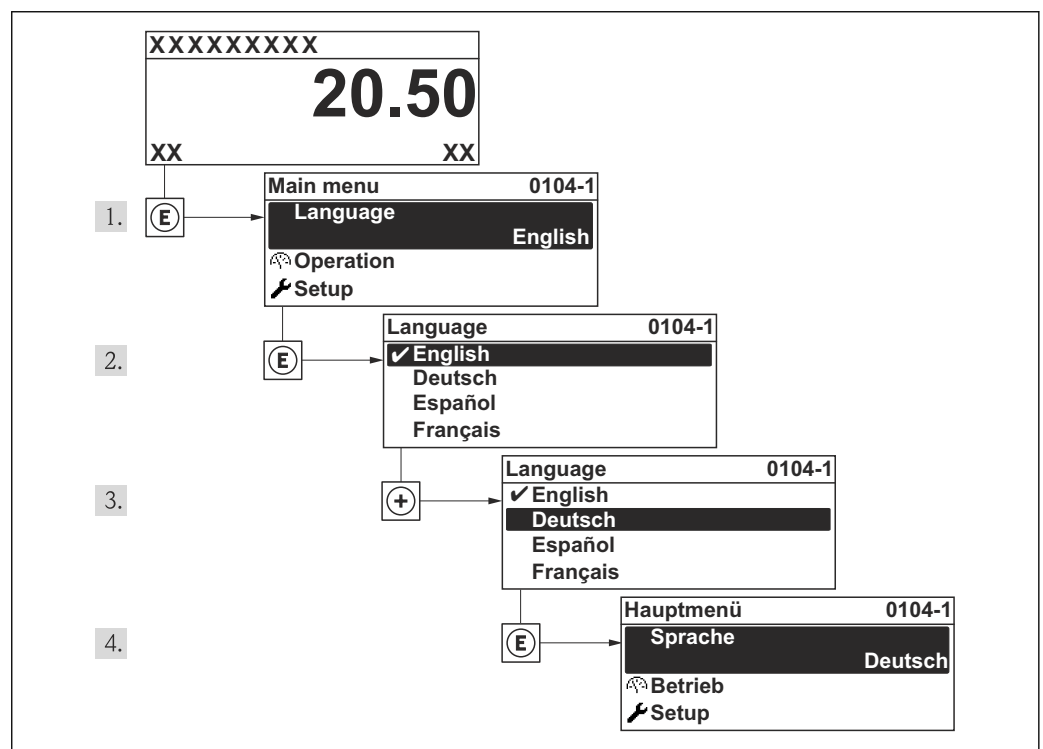 XXXXXXXXX
20.50
XX XX
1. E
Main menu 0104-1
Language
English
Operation
Setup
2. E
Language 0104-1
✔English
Deutsch
Español
Français
3. +
Language 0104-1
✔English
Deutsch
Español
Français
4. E
Hauptmenü 0104-1
Sprache
Deutsch
Betrieb
Setup